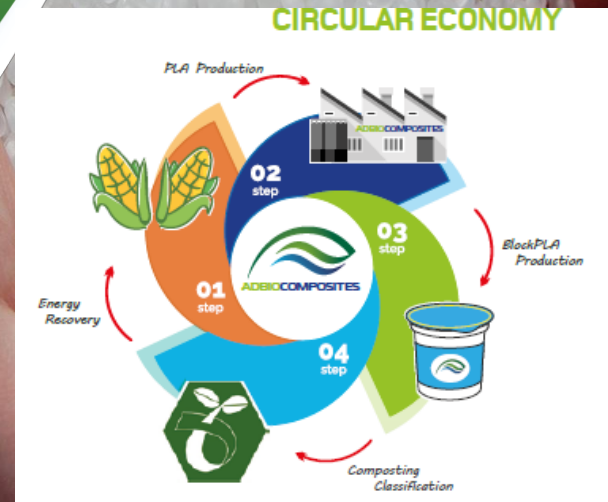 CIRCULAR ECONOMY
PLA Production
ADBIOCOMPOSITES
02
step
03
step
BlockPLA
Production
ADBIOCOMPOSITES
01
step
Energy
Recovery
04
step
Composting
Classification